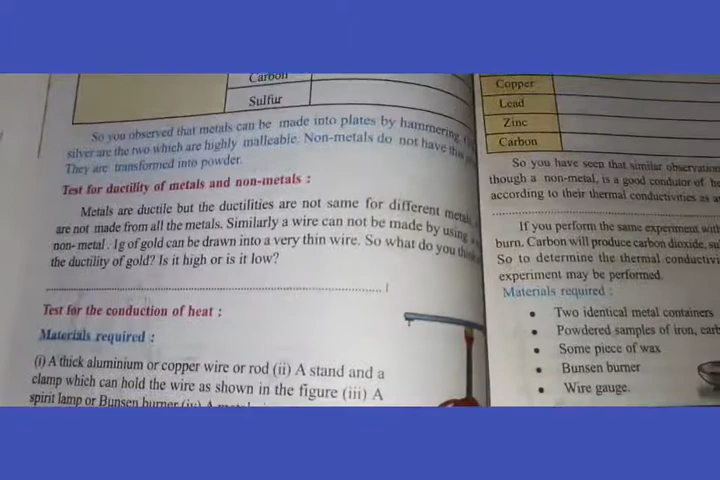 Carbon
Sulfur
So you observed that metals can be made into plates by hammering
silver are the two which are highly malleable. Non-metals do not have this
They are transformed into powder.
Test for ductility of metals and non-metals :
Metals are ductile but the ductilities are not same for different metals
are not made from all the metals. Similarly a wire can not be made by using
non-metal . 1g of gold can be drawn into a very thin wire. So what do you think
the ductility of gold? Is it high or is it low?
Test for the conduction of heat :
Materials required :
(i) A thick aluminium or copper wire or rod (ii) A stand and a
clamp which can hold the wire as shown in the figure (iii) A
spirit lamp or Bunsen burner (iv) A
Copper
Lead
Zinc
Carbon
So you have seen that similar observation
though a non-metal, is a good condutor of
according to their thermal conductivities as
If you perform the same experiment with
burn. Carbon will produce carbon dioxide,
So to determine the thermal
experiment may be performed.
Materials required :
• Two identical metal containers
• Powdered samples of iron,
• Some piece of wax
• Bunsen burner
• Wire gauge.